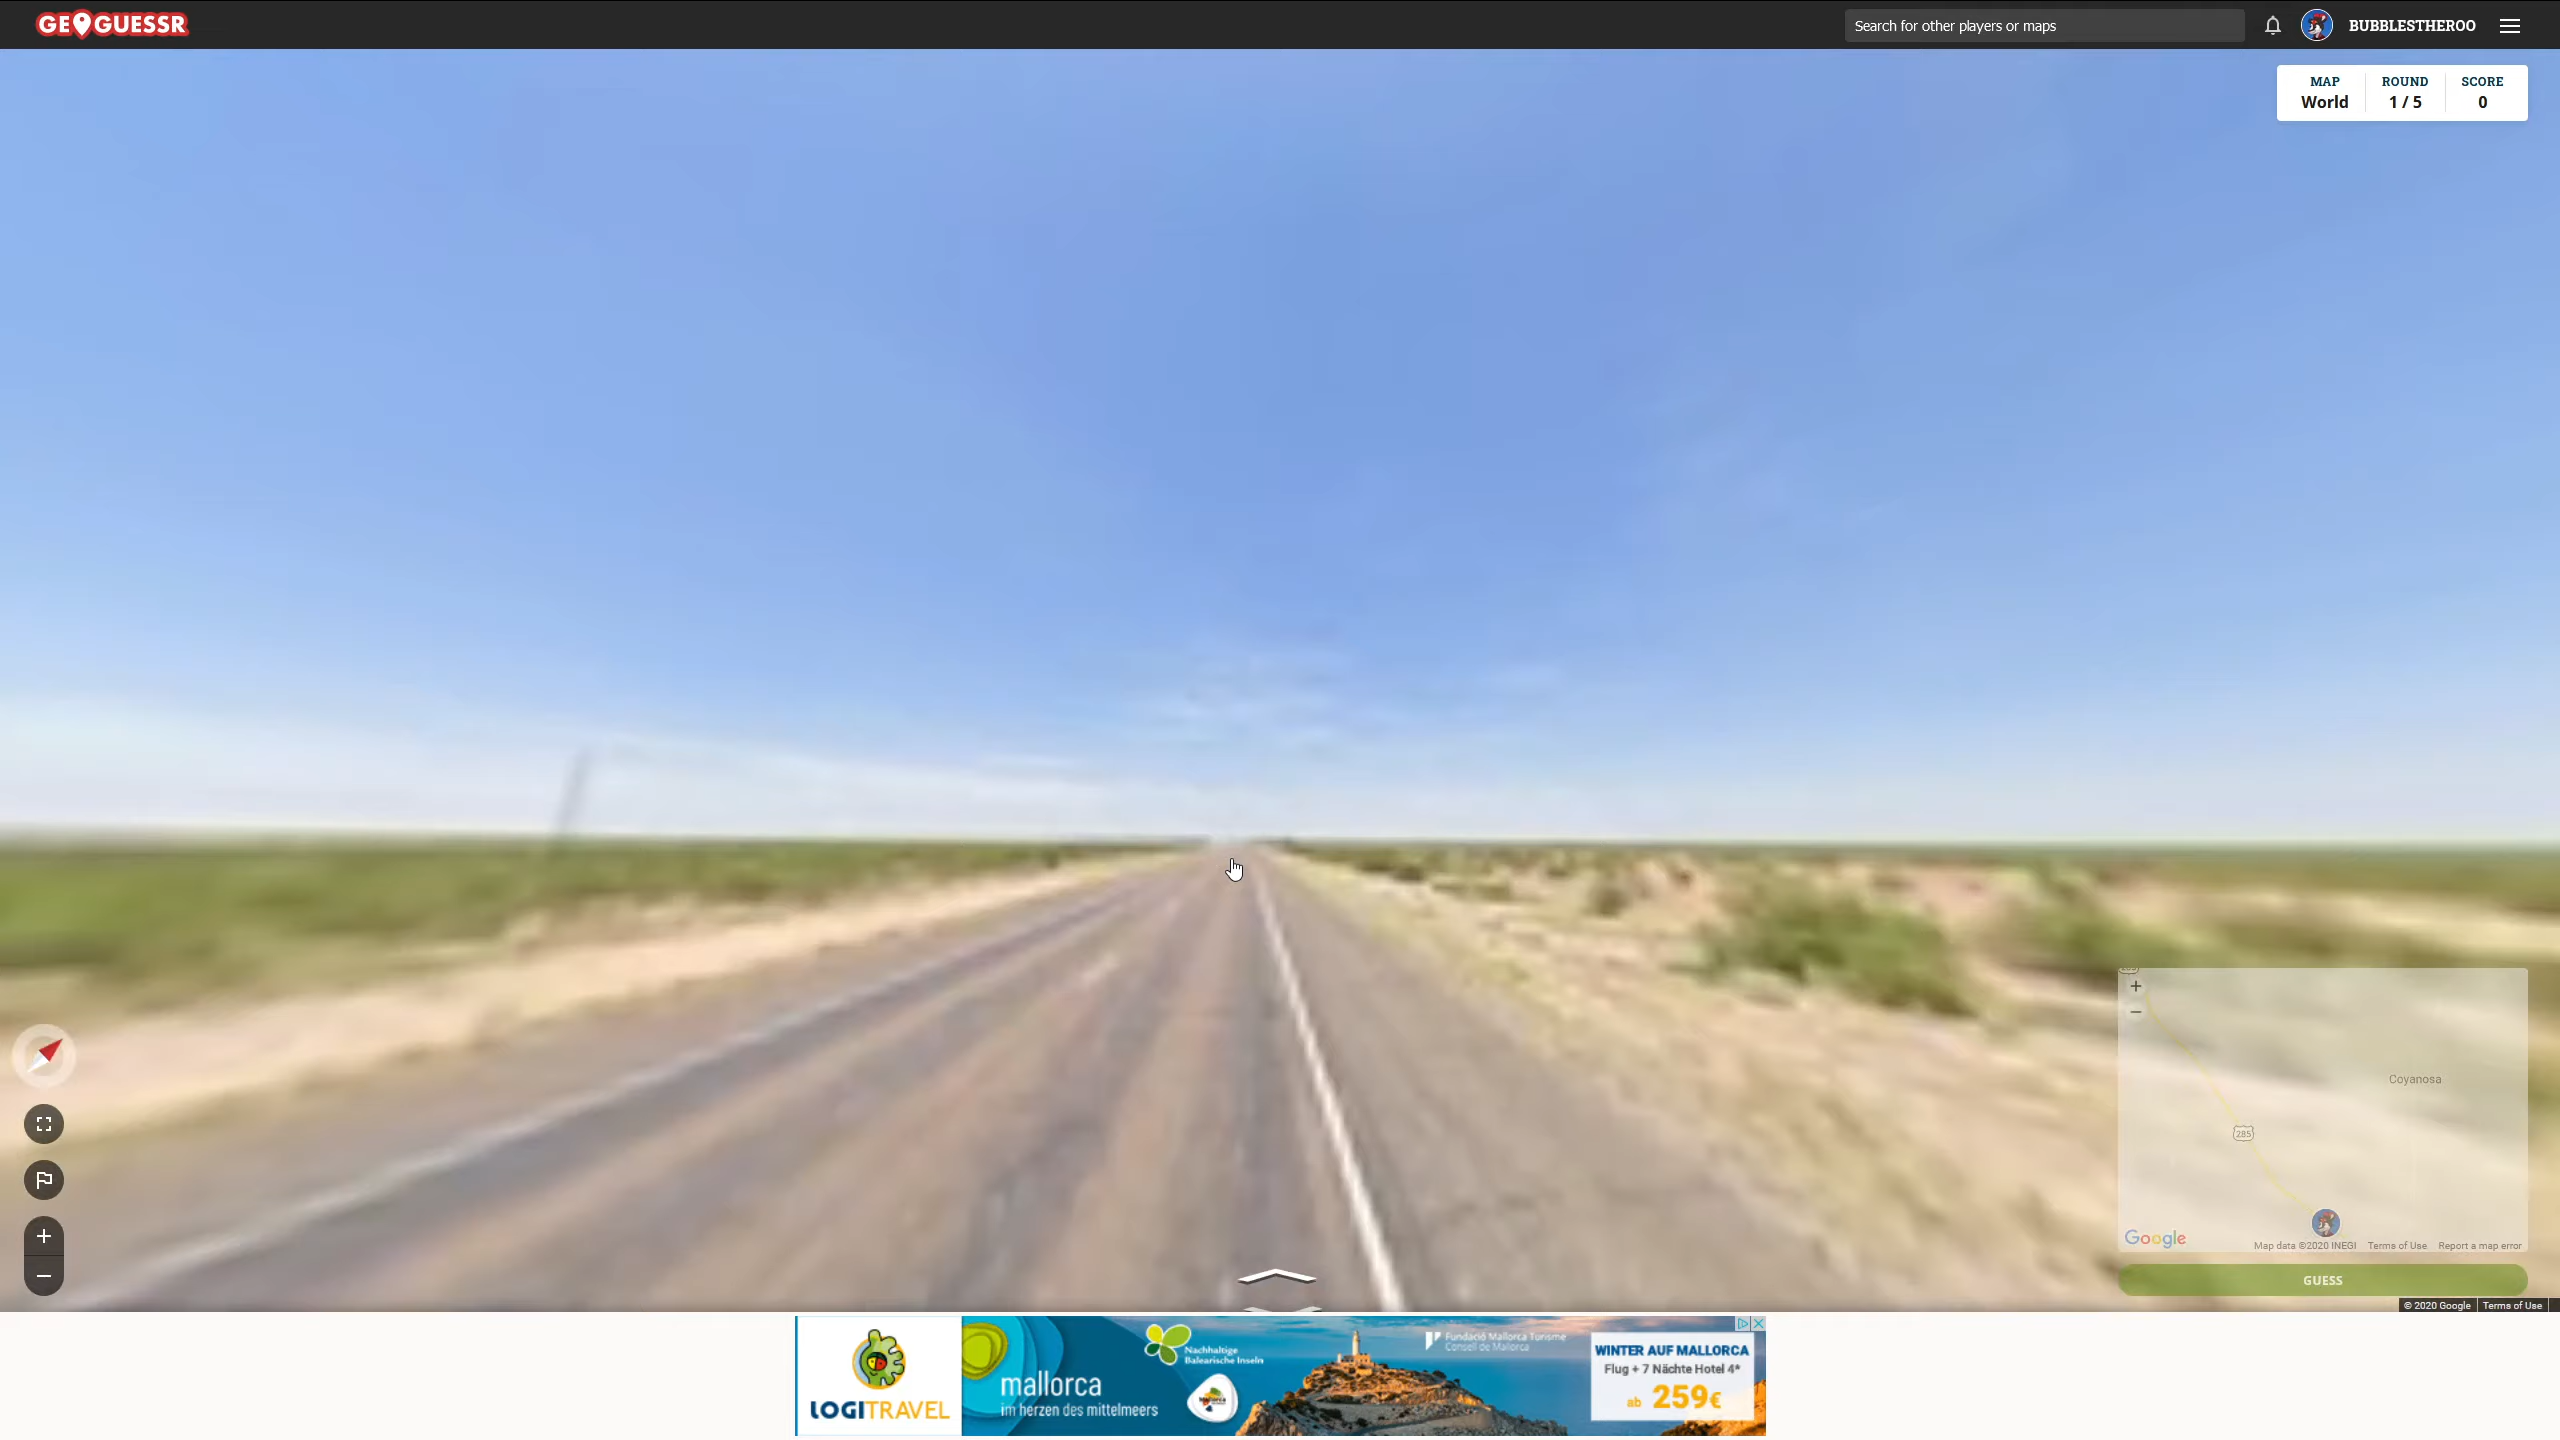 GEOGUESSR
Search for other players or maps
BUBBLESTHEROO
MAP
World
ROUND
1 / 5
SCORE
0
Coyanosa
285
Google
Map data ©2020 INEGI
Terms of Use
Report a map error
GUESS
© 2020 Google
Terms of Use
LOGITRAVEL
mallorca
im herzen des mittelmeers
Nachhaltige
Balearische Inseln
Fundació Mallorca Turisme
Consell de Mallorca
WINTER AUF MALLORCA
Flug + 7 Nächte Hotel 4*
ab 259€